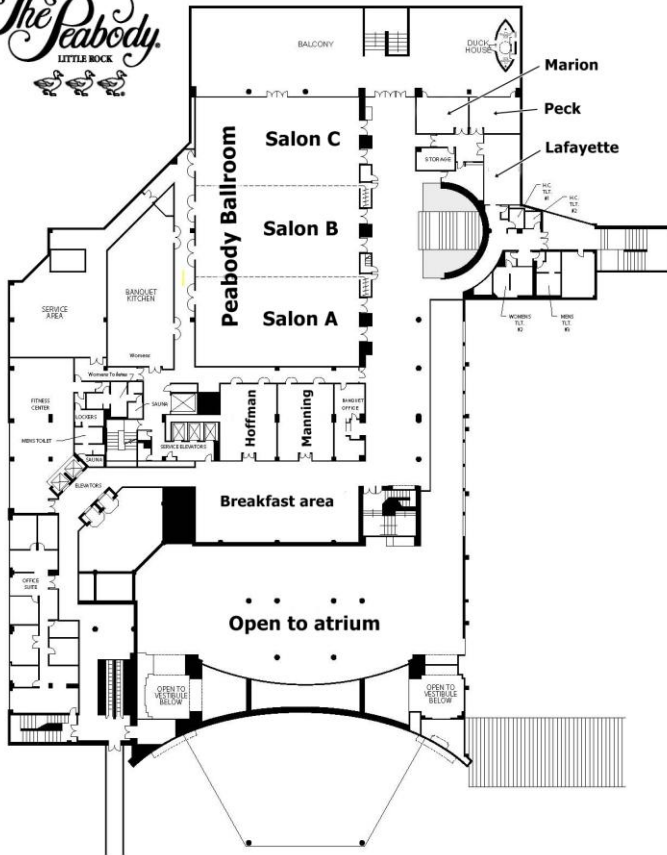 The
Peabody.
LITTLE ROCK
BALCONY
DUCK
HOUSE
Marion
Peck
Lafayette
STORAGE
H.C.
TLT.
#1
H.C.
TLT.
#2
Peabody Ballroom
Salon C
Salon B
Salon A
BANQUET
KITCHEN
SERVICE
AREA
WOMENS
TLT.
#2
MENS
TLT.
#3
Womens
Womens Toilets
FITNESS
CENTER
LOCKERS
SAUNA
MENS TOILET
SAUNA
SERVICE ELEVATORS
Hoffman
Manning
BANQUET
OFFICE
ELEVATORS
Breakfast area
OFFICE
SUITE
Open to atrium
OPEN TO
VESTIBULE
BELOW
OPEN TO
VESTIBULE
BELOW